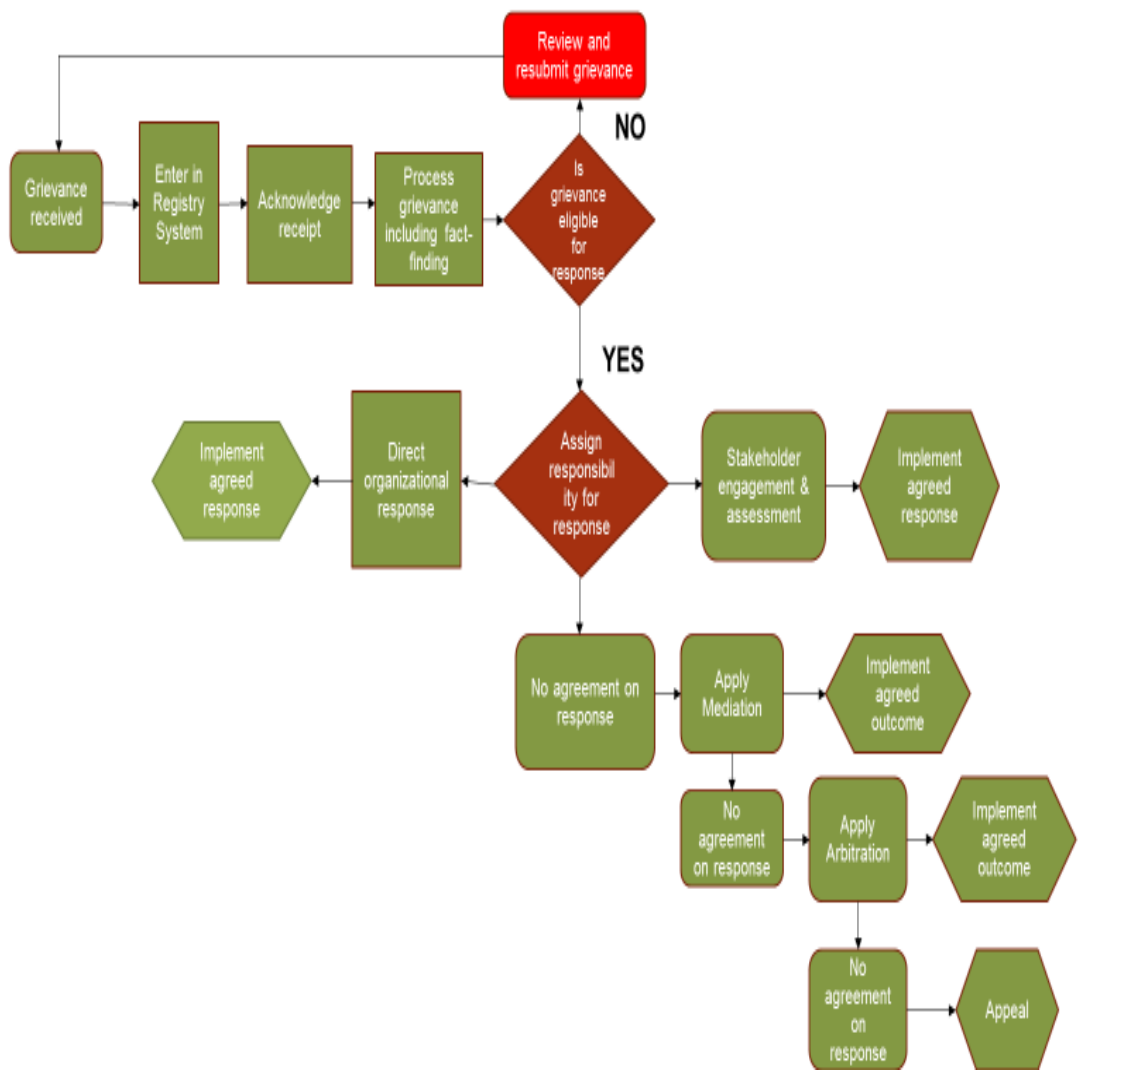 Review and
resubmit grievance
NO
Grievance
received
Enter in
Registry
System
Acknowledge
receipt
Process
grievance
including fact-
finding
Is
grievance
eligible
for
response
YES
Implement
agreed
response
Direct
organizational
response
Assign
responsibil
ity for
response
Stakeholder
engagement &
assessment
Implement
agreed
response
No agreement on
response
Apply
Mediation
Implement
agreed
outcome
No
agreement
on response
Apply
Arbitration
Implement
agreed
outcome
No
agreement
on
response
Appeal